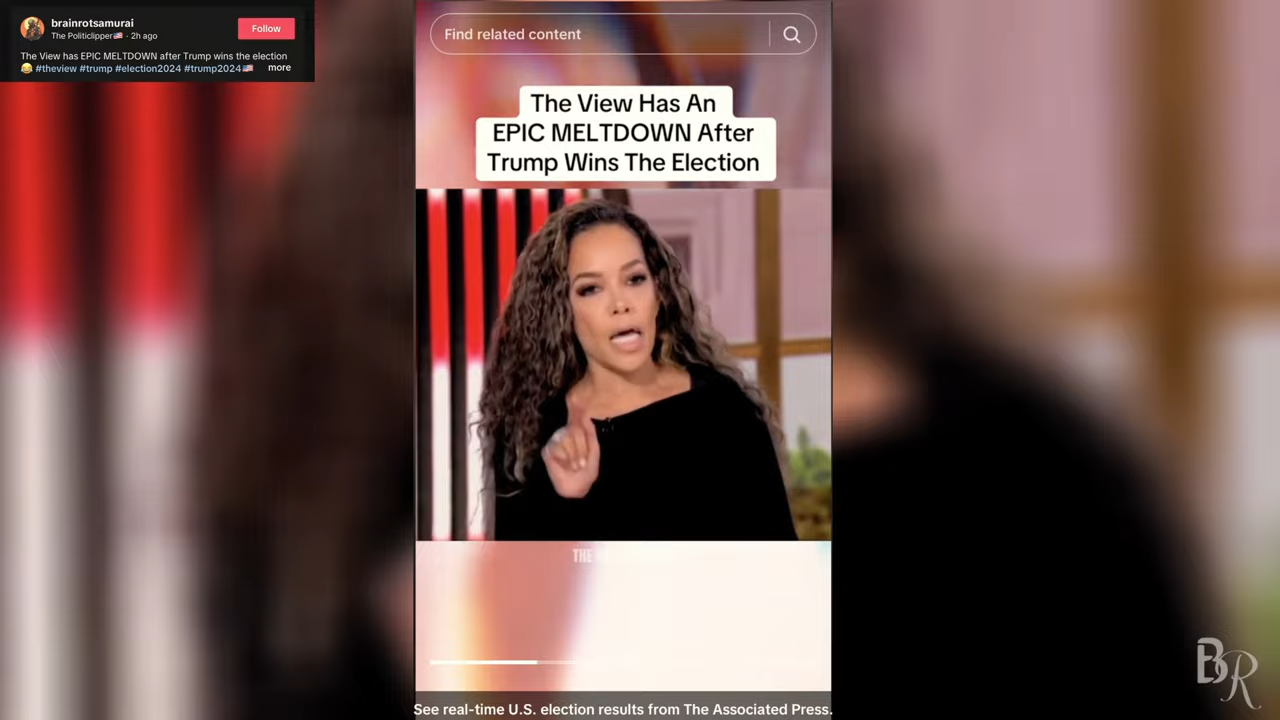 brainrotsamurai
The Politiclipper🇺🇸 · 2h ago
Follow
The View has EPIC MELTDOWN after Trump wins the election
😂 #theview #trump #election2024 #trump2024🇺🇸 more
Find related content
The View Has An
EPIC MELTDOWN After
Trump Wins The Election
THE
See real-time U.S. election results from The Associated Press.
BR